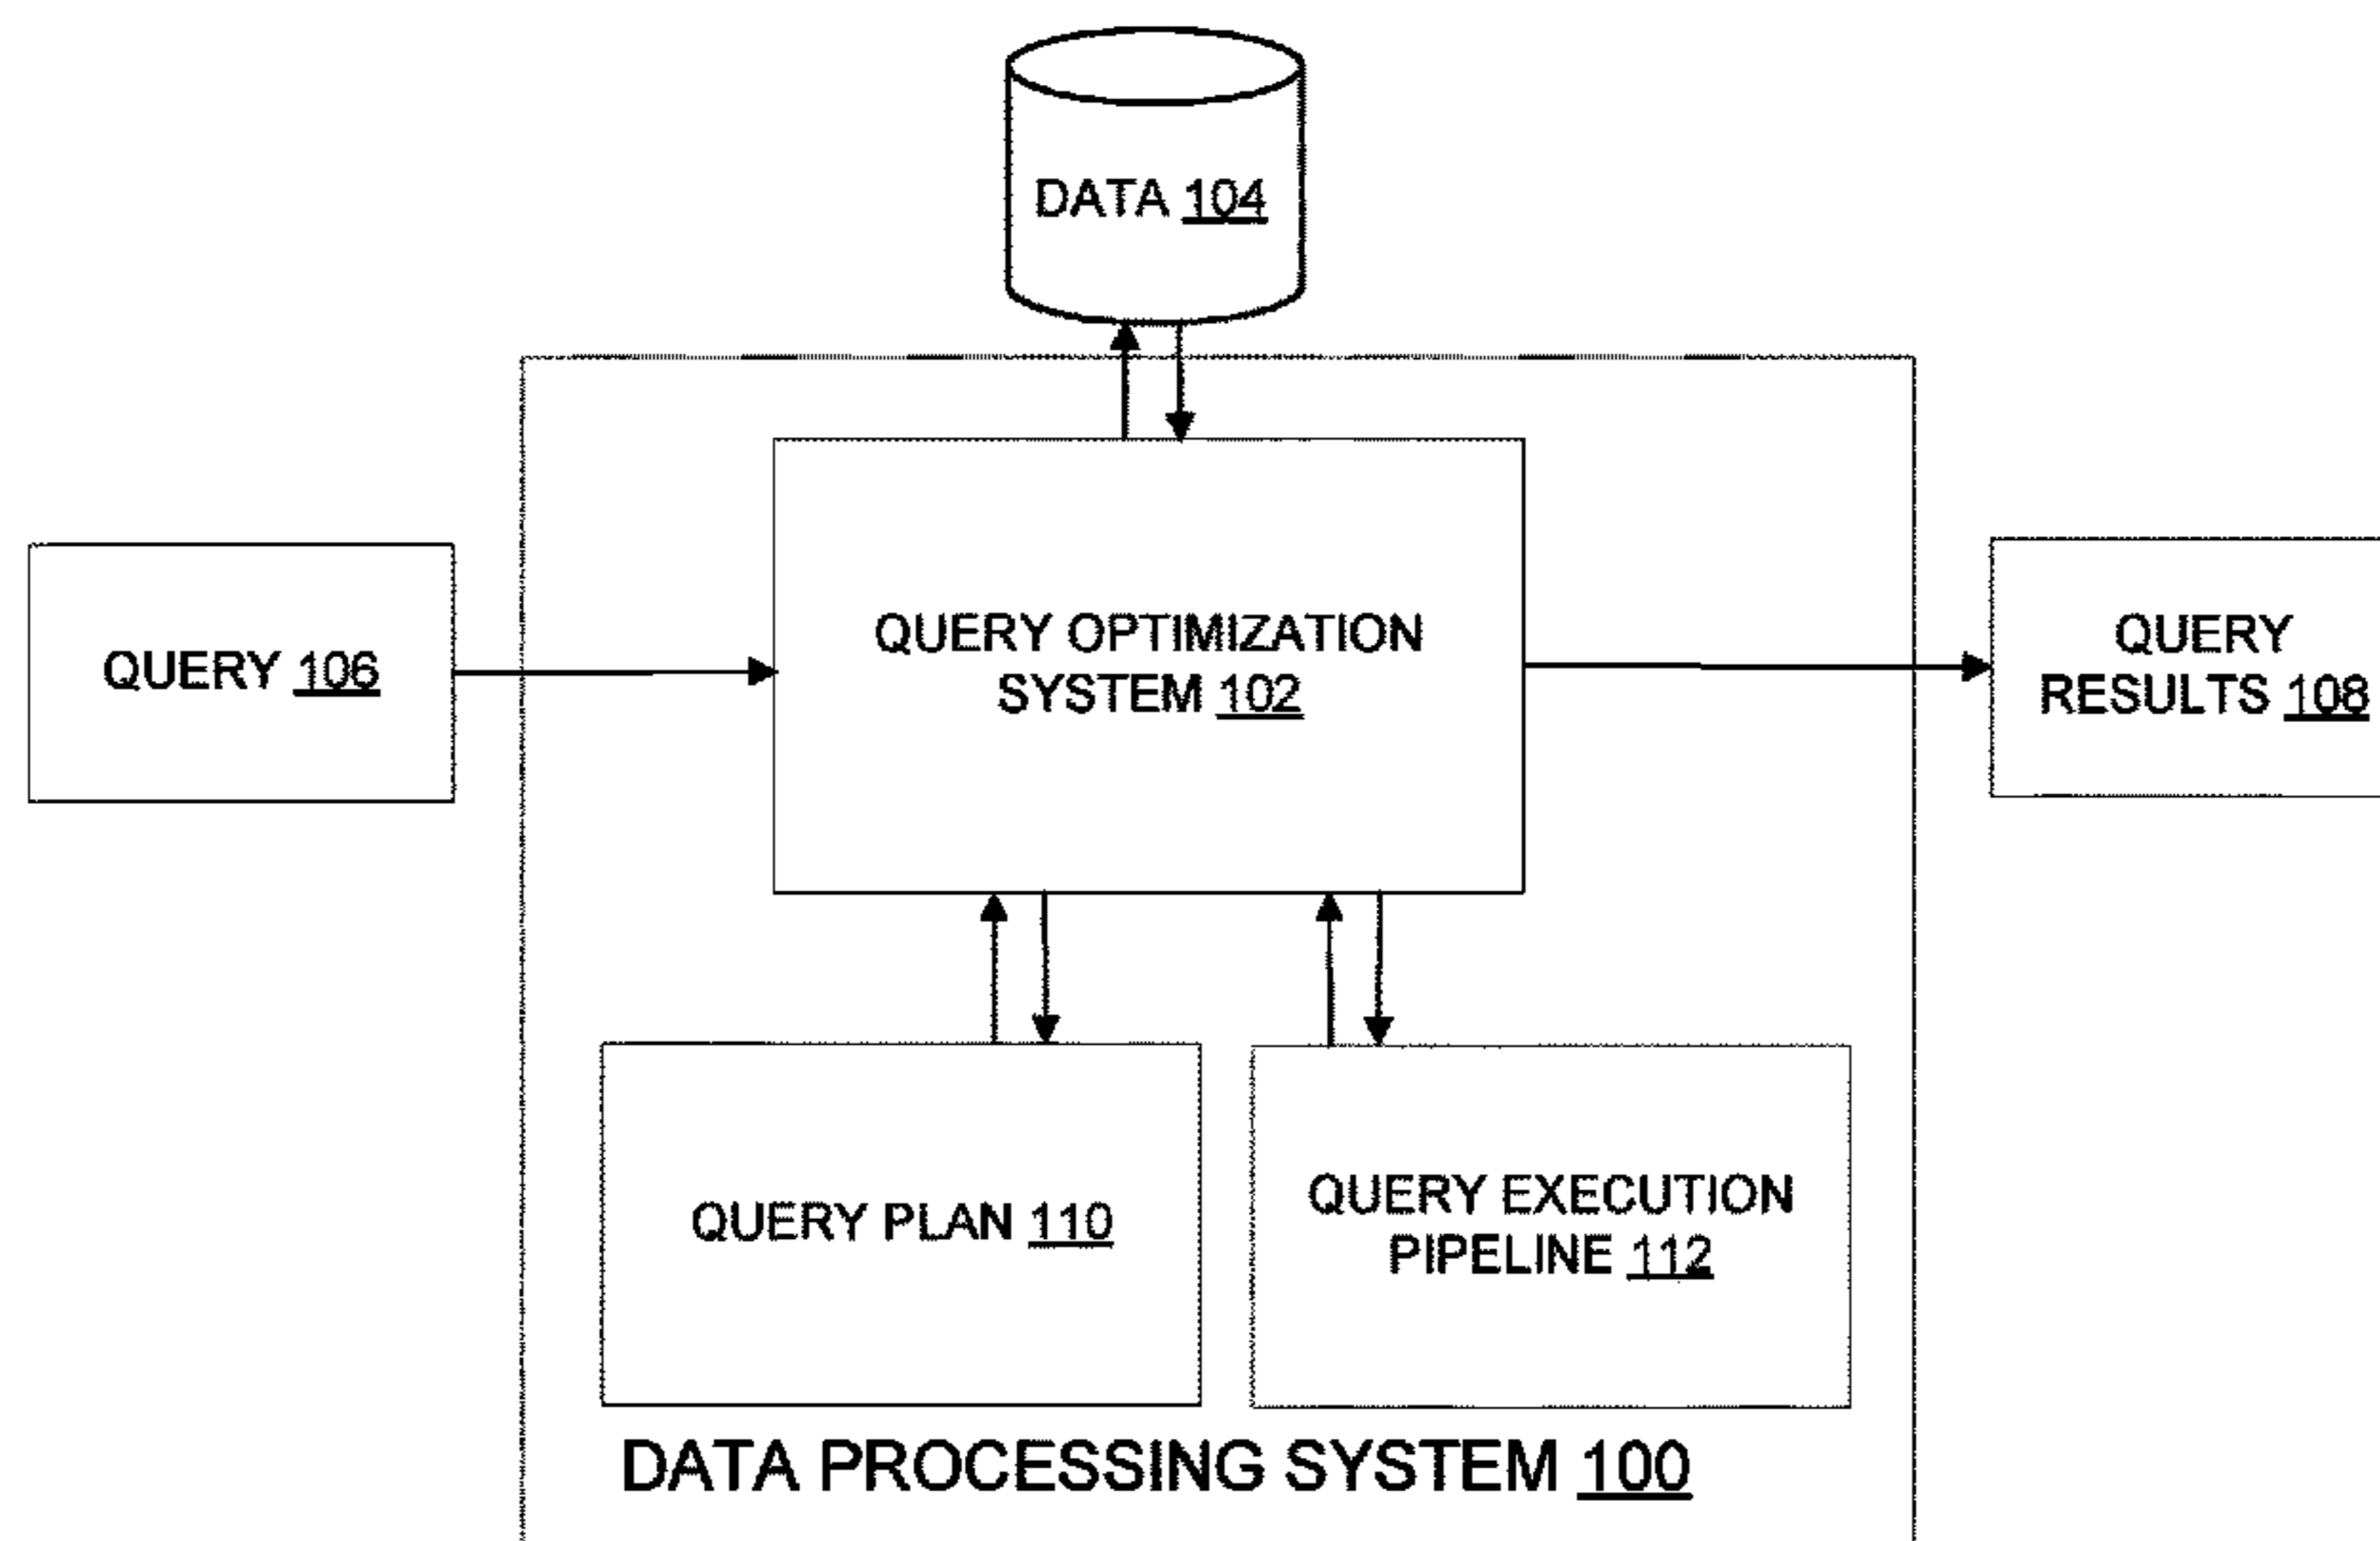 DATA 104
QUERY 106
QUERY OPTIMIZATION
SYSTEM 102
QUERY
RESULTS 108
QUERY PLAN 110
QUERY EXECUTION
PIPELINE 112
DATA PROCESSING SYSTEM 100